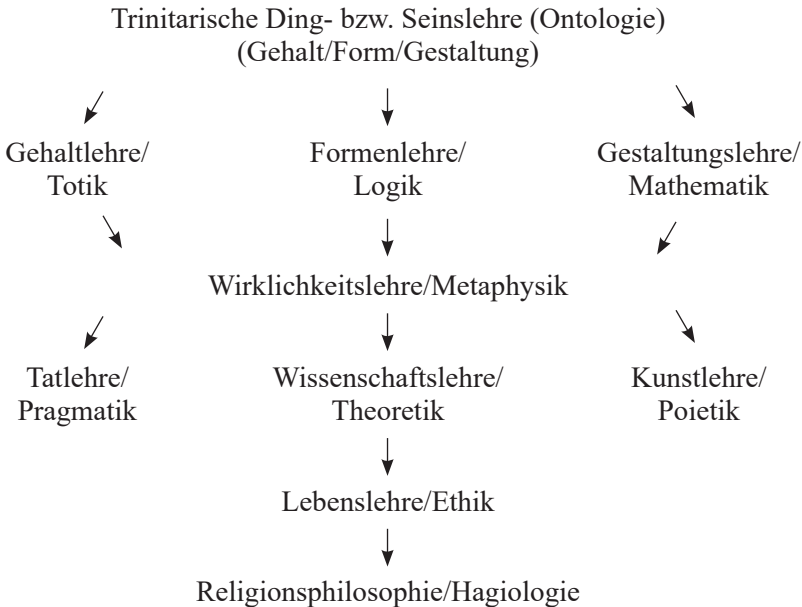 Trinitarische Ding- bzw. Seinslehre (Ontologie)
(Gehalt/Form/Gestaltung)
Gehaltlehre/
Totik
Formenlehre/
Logik
Gestaltungslehre/
Mathematik
Wirklichkeitslehre/Metaphysik
Tatlehre/
Pragmatik
Wissenschaftslehre/
Theoretik
Kunstlehre/
Poietik
Lebenslehre/Ethik
Religionsphilosophie/Hagiologie